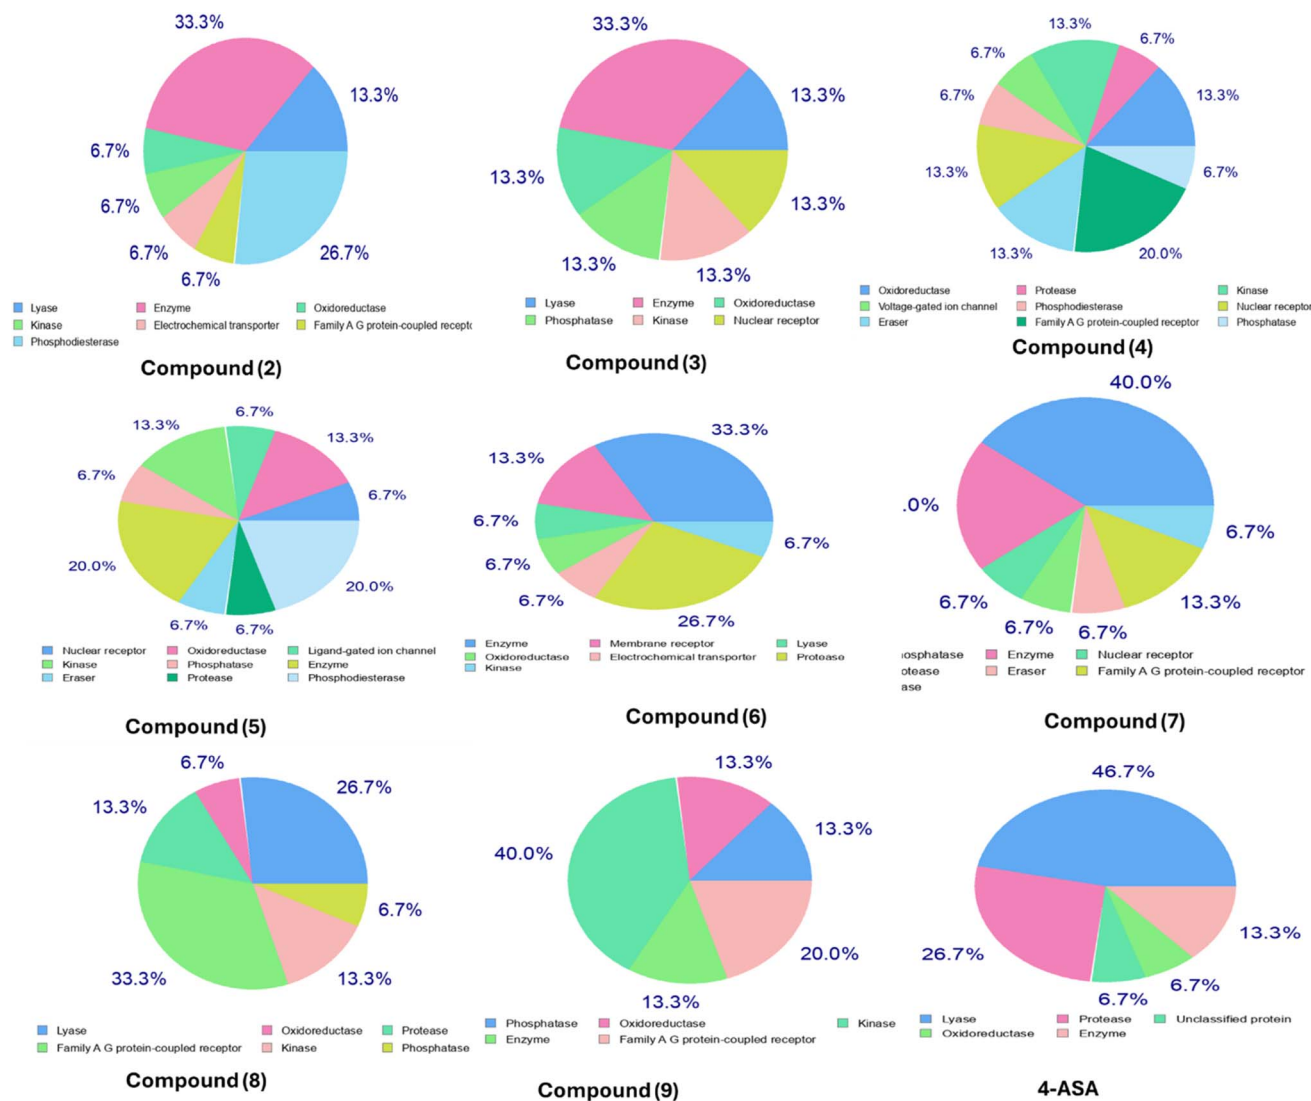 33.3%
13.3%
6.7%
6.7%
6.7%
6.7%
26.7%
Lyase Enzyme Oxidoreductase
Kinase Electrochemical transporter Family A G protein-coupled recepto
Phosphodiesterase
Compound (2)
33.3%
13.3%
13.3%
13.3%
13.3%
13.3%
Lyase Enzyme Oxidoreductase
Phosphatase Kinase Nuclear receptor
Compound (3)
13.3%
6.7%
6.7%
6.7%
13.3%
13.3%
6.7%
13.3%
20.0%
Oxidoreductase Protease Kinase
Voltage-gated ion channel Phosphodiesterase Nuclear receptor
Eraser Family A G protein-coupled receptor Phosphatase
Compound (4)
6.7%
13.3%
13.3%
6.7%
6.7%
20.0%
20.0%
6.7%
6.7%
Nuclear receptor Oxidoreductase Ligand-gated ion channel
Kinase Phosphatase Enzyme
Eraser Protease Phosphodiesterase
Compound (5)
33.3%
13.3%
6.7%
6.7%
6.7%
6.7%
26.7%
Enzyme Membrane receptor Lyase
Oxidoreductase Electrochemical transporter Protease
Kinase
Compound (6)
40.0%
.0%
6.7%
6.7%
13.3%
6.7%
6.7%
osphatase Enzyme Nuclear receptor
otease Eraser Family A G protein-coupled receptor
ase
Compound (7)
6.7%
26.7%
13.3%
6.7%
33.3%
13.3%
Lyase Oxidoreductase Protease
Family A G protein-coupled receptor Kinase Phosphatase
Compound (8)
13.3%
13.3%
40.0%
20.0%
13.3%
Phosphatase Oxidoreductase Kinase
Enzyme Family A G protein-coupled receptor
Compound (9)
46.7%
13.3%
26.7%
6.7%
6.7%
Lyase Protease Unclassified protein
Oxidoreductase Enzyme
4-ASA